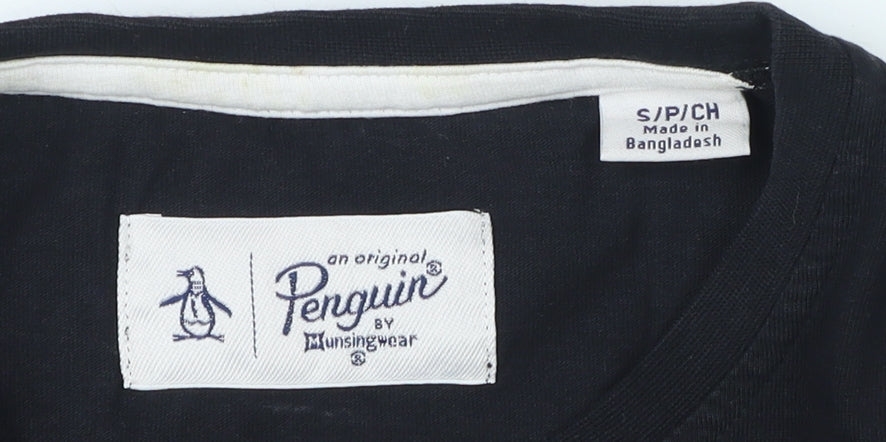 S/P/CH
Made in
Bangladesh
an original
Penguin®
BY
Munsingwear
®